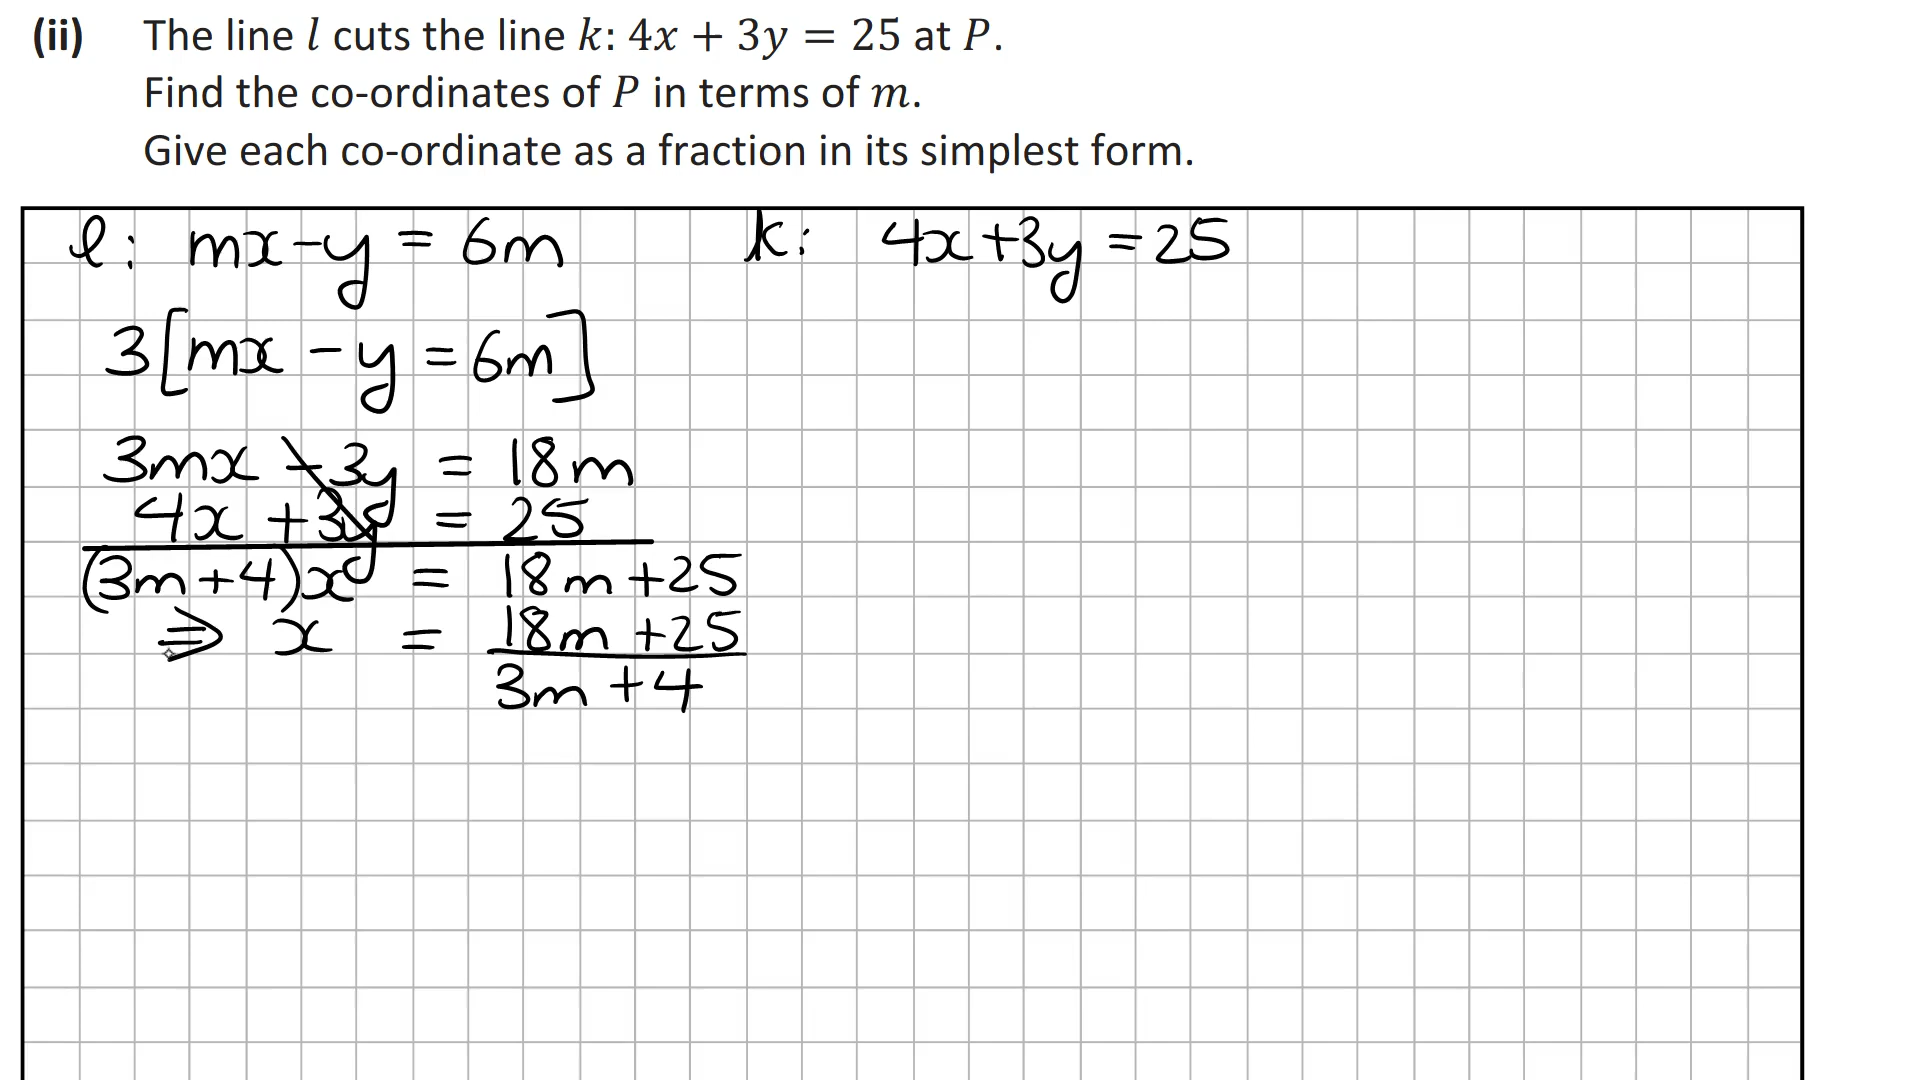 (ii) The line l cuts the line k: 4x + 3y = 25 at P.
Find the co-ordinates of P in terms of m.
Give each co-ordinate as a fraction in its simplest form.
l: mx - y = 6m k: 4x + 3y = 25
3[mx - y = 6m]
3mx - 3y = 18m
4x + 3y = 25
(3m+4)x = 18m + 25
⇒ x = 18m + 25
3m + 4